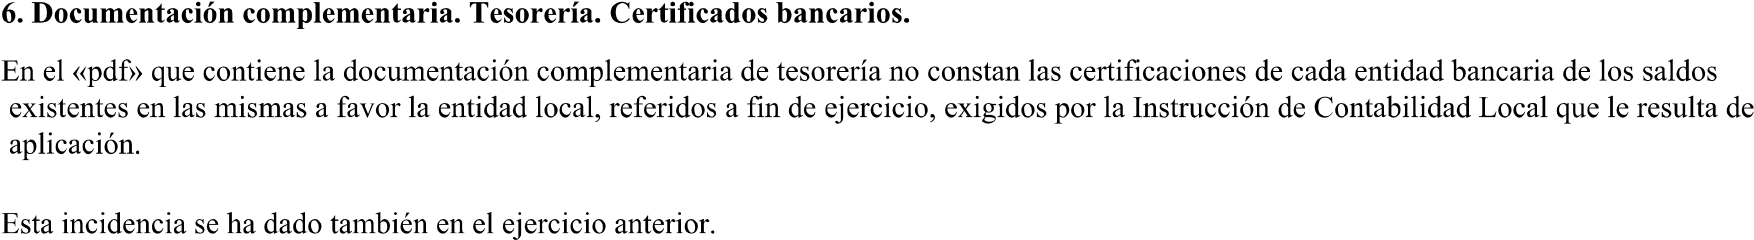 6. Documentación complementaria. Tesorería. Certificados bancarios.
En el «pdf» que contiene la documentación complementaria de tesorería no constan las certificaciones de cada entidad bancaria de los saldos
existentes en las mismas a favor la entidad local, referidos a fin de ejercicio, exigidos por la Instrucción de Contabilidad Local que le resulta de
aplicación.
Esta incidencia se ha dado también en el ejercicio anterior.